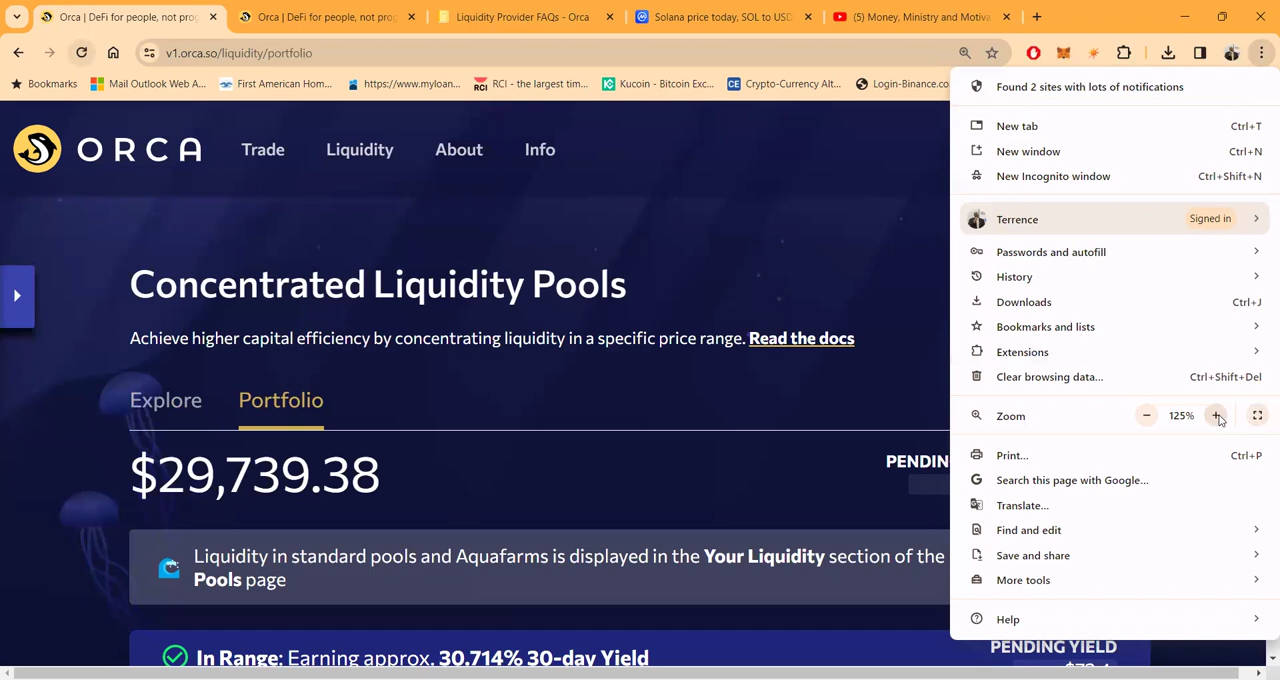 Orca | DeFi for people, not prog
Orca | DeFi for people, not prog
Liquidity Provider FAQs - Orca
Solana price today, SOL to USD
(5) Money, Ministry and Motiva
v1.orca.so/liquidity/portfolio
Bookmarks
Mail Outlook Web A...
First American Hom...
https://www.myloan...
RCI - the largest tim...
Kucoin - Bitcoin Exc...
Crypto-Currency Alt...
Login-Binance.co
ORCA
Trade
Liquidity
About
Info
Concentrated Liquidity Pools
Achieve higher capital efficiency by concentrating liquidity in a specific price range. Read the docs
Explore
Portfolio
$29,739.38
PENDIN
Liquidity in standard pools and Aquafarms is displayed in the Your Liquidity section of the
Pools page
In Range: Earning approx. 30.714% 30-day Yield
PENDING YIELD
Found 2 sites with lots of notifications
New tab Ctrl+T
New window Ctrl+N
New Incognito window Ctrl+Shift+N
Terrence Signed in
Passwords and autofill
History
Downloads Ctrl+J
Bookmarks and lists
Extensions
Clear browsing data... Ctrl+Shift+Del
Zoom − 125% +
Print... Ctrl+P
Search this page with Google...
Translate...
Find and edit
Save and share
More tools
Help